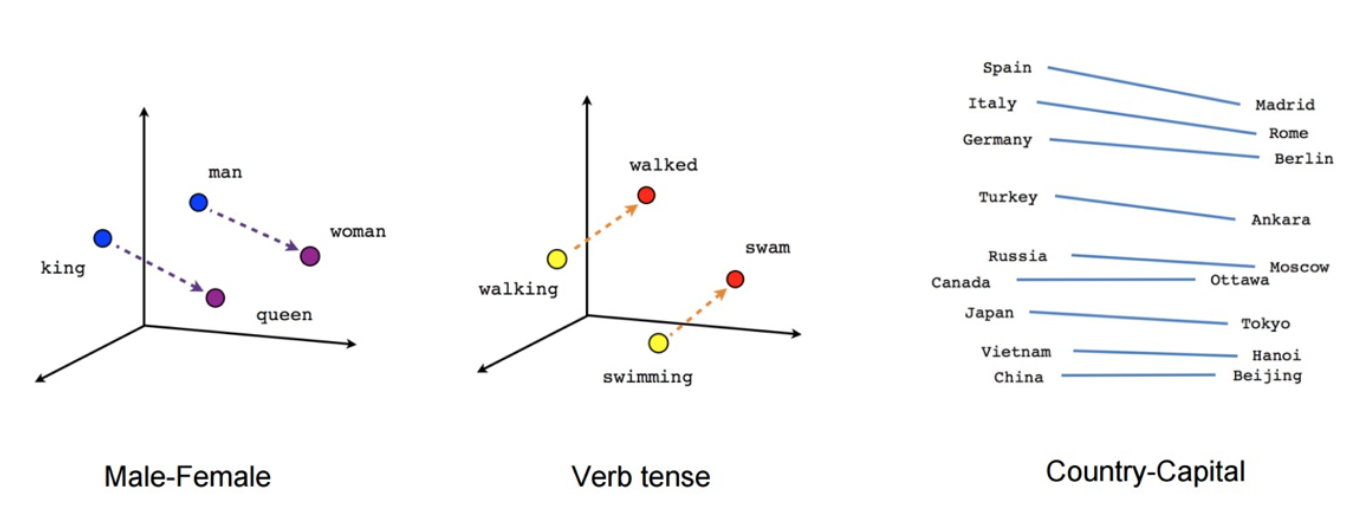 man
woman
king
queen
Male-Female
walked
swam
walking
swimming
Verb tense
Spain
Madrid
Italy
Rome
Germany
Berlin
Turkey
Ankara
Russia
Moscow
Canada
Ottawa
Japan
Tokyo
Vietnam
Hanoi
China
Beijing
Country-Capital